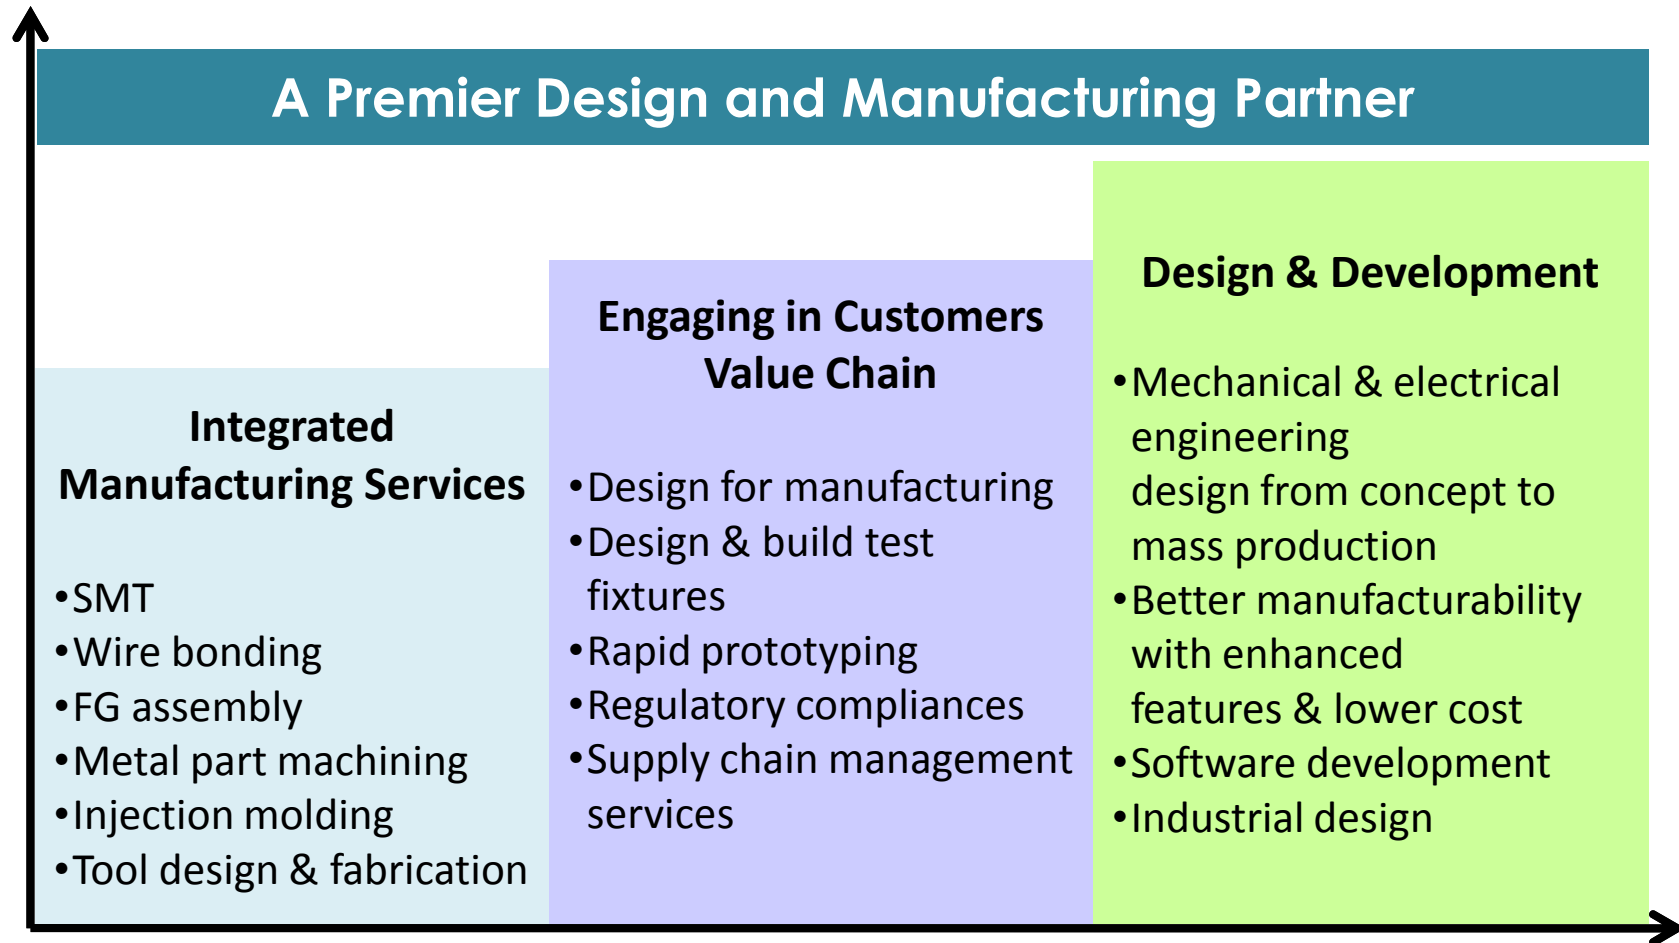 A Premier Design and Manufacturing Partner
Integrated
Manufacturing Services
•SMT
•Wire bonding
•FG assembly
•Metal part machining
•Injection molding
•Tool design & fabrication
Engaging in Customers
Value Chain
•Design for manufacturing
•Design & build test
fixtures
•Rapid prototyping
•Regulatory compliances
•Supply chain management
services
Design & Development
•Mechanical & electrical
engineering
design from concept to
mass production
•Better manufacturability
with enhanced
features & lower cost
•Software development
•Industrial design